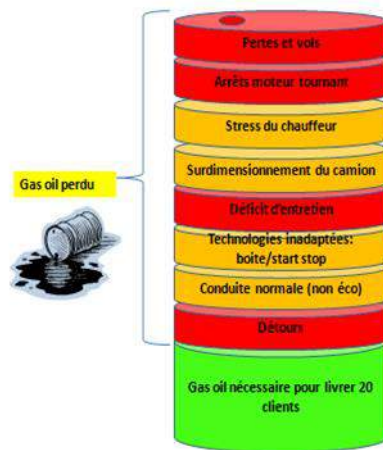 Pertes et vols
Arrêts moteur tournant
Stress du chauffeur
Surdimensionnement du camion
Gas oil perdu
Déficit d'entretien
Technologies inadaptées:
boite/start stop
Conduite normale (non éco)
Détours
Gas oil nécessaire pour livrer 20
clients